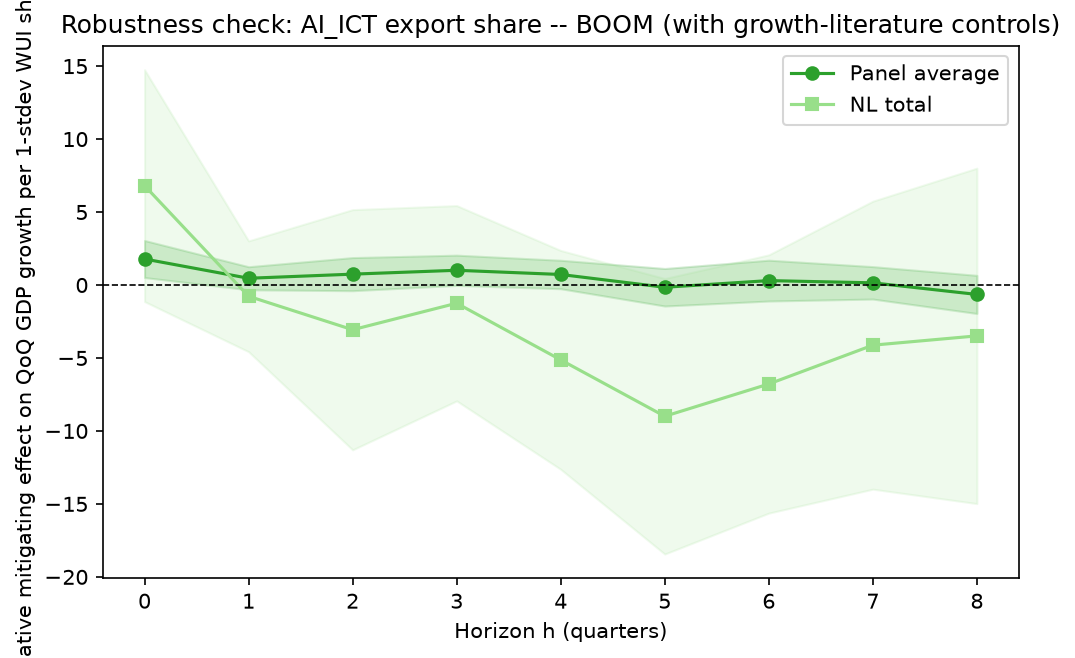 Robustness check: AI_ICT export share -- BOOM (with growth-literature controls)
ative mitigating effect on QoQ GDP growth per 1-stdev WUI sh
Panel average
NL total
15
10
5
0
−5
−10
−15
−20
0 1 2 3 4 5 6 7 8
Horizon h (quarters)